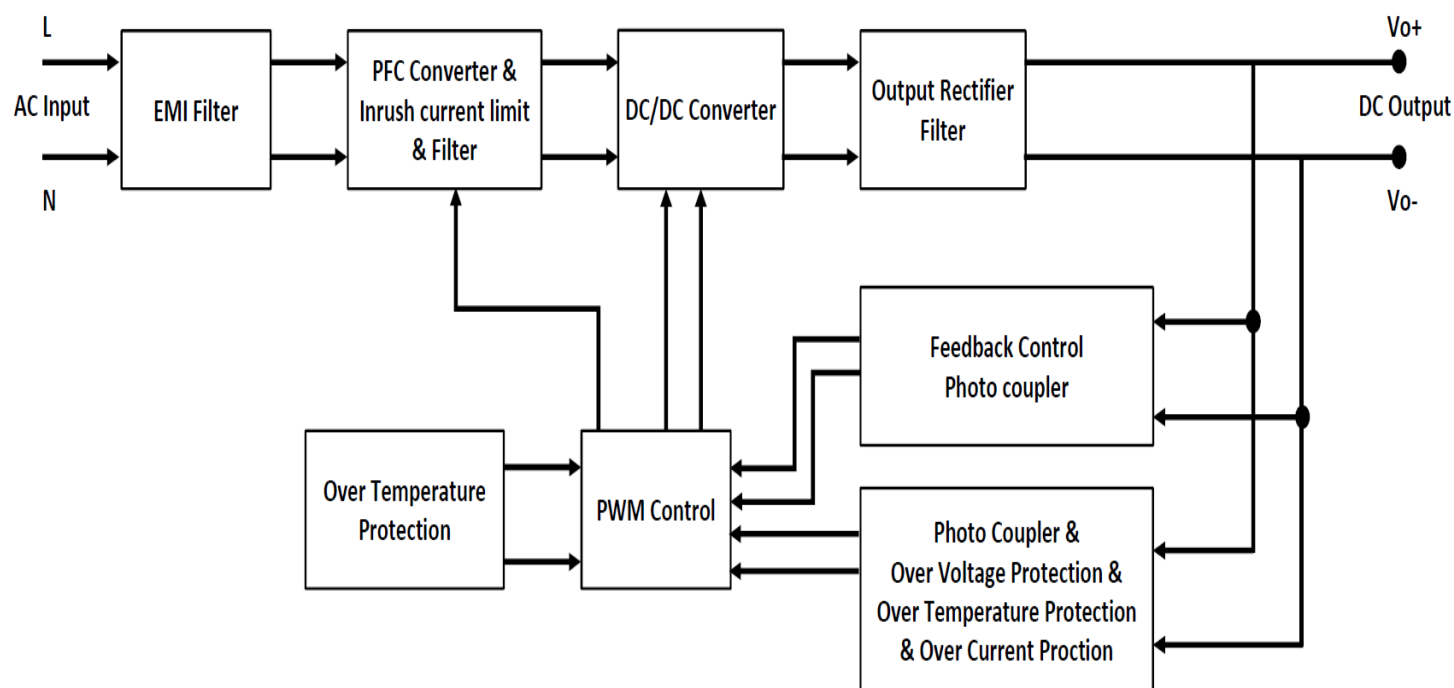 L
AC Input
N
EMI Filter
PFC Converter &
Inrush current limit
& Filter
DC/DC Converter
Output Rectifier
Filter
Vo+
DC Output
Vo-
Feedback Control
Photo coupler
Over Temperature
Protection
PWM Control
Photo Coupler &
Over Voltage Protection &
Over Temperature Protection
& Over Current Proction